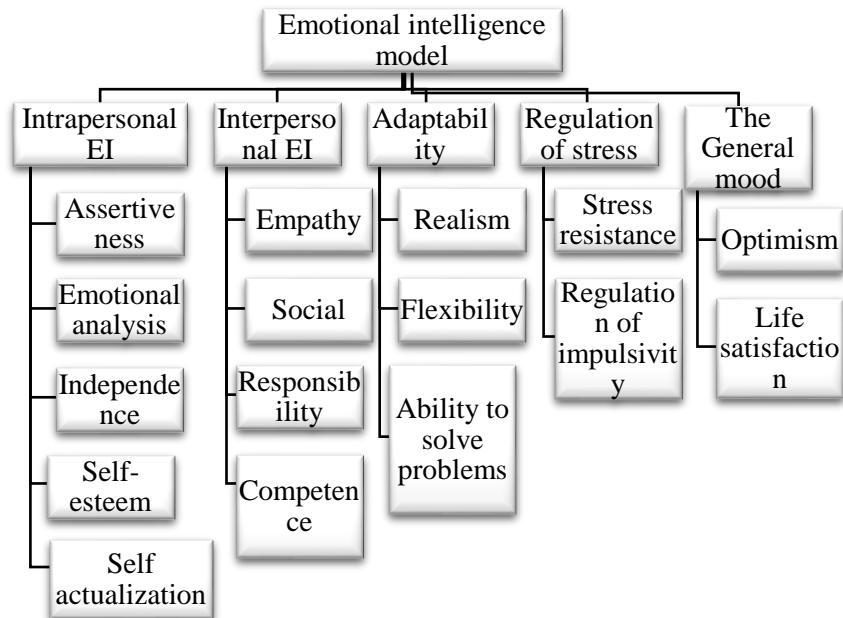 Emotional intelligence
model
Intrapersonal
EI
Assertive
ness
Emotional
analysis
Independe
nce
Self-
esteem
Self
actualization
Interperso
nal EI
Empathy
Social
Responsib
ility
Competen
ce
Adaptabil
ity
Realism
Flexibility
Ability to
solve
problems
Regulation
of stress
Stress
resistance
Regulatio
n of
impulsivit
y
The
General
mood
Optimism
Life
satisfactio
n